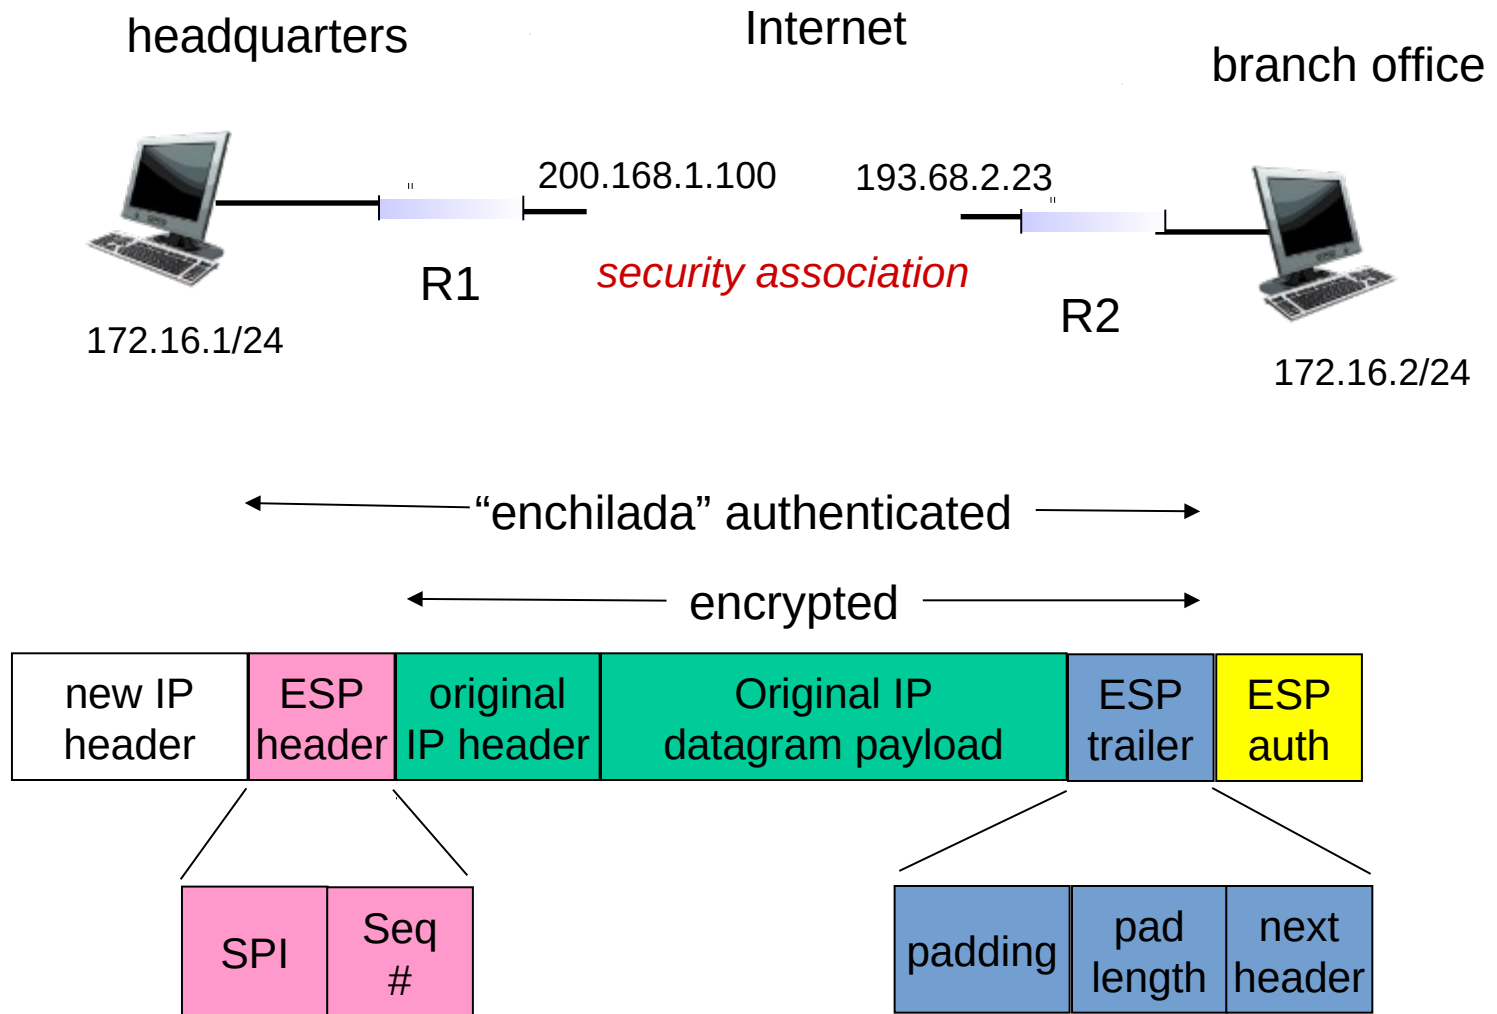 headquarters
Internet
branch office
200.168.1.100
193.68.2.23
"
"
R1
security association
R2
172.16.1/24
172.16.2/24
“enchilada” authenticated
encrypted
new IP
header
ESP
header
original
IP header
Original IP
datagram payload
ESP
trailer
ESP
auth
SPI
Seq
#
padding
pad
length
next
header